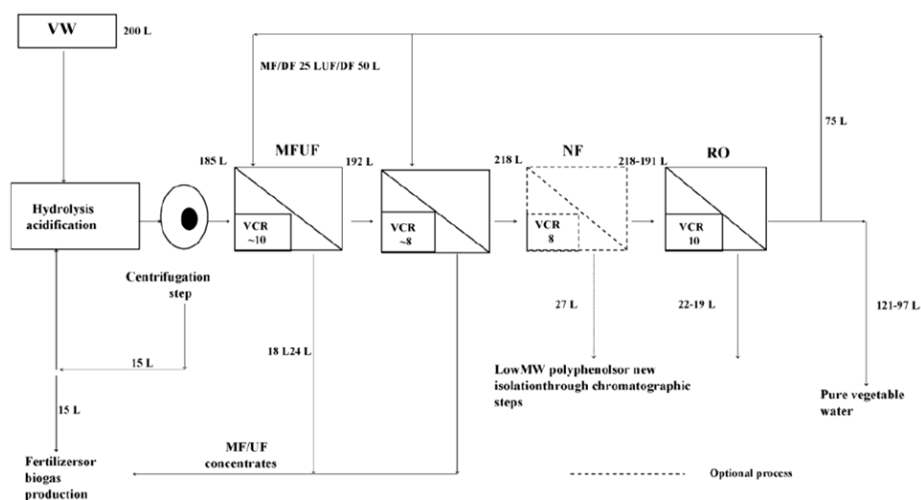 VW
200 L
MF/DF 25 LUF/DF 50 L
75 L
185 L
MFUF
192 L
218 L
NF
218-191 L
RO
Hydrolysis
acidification
VCR
~10
VCR
~8
VCR
8
VCR
10
Centrifugation
step
15 L
18 L24 L
27 L
22-19 L
121-97 L
LowMW polyphenolsor new
isolationthrough chromatographic
steps
Pure vegetable
water
15 L
MF/UF
concentrates
Fertilizersor
biogas
production
Optional process